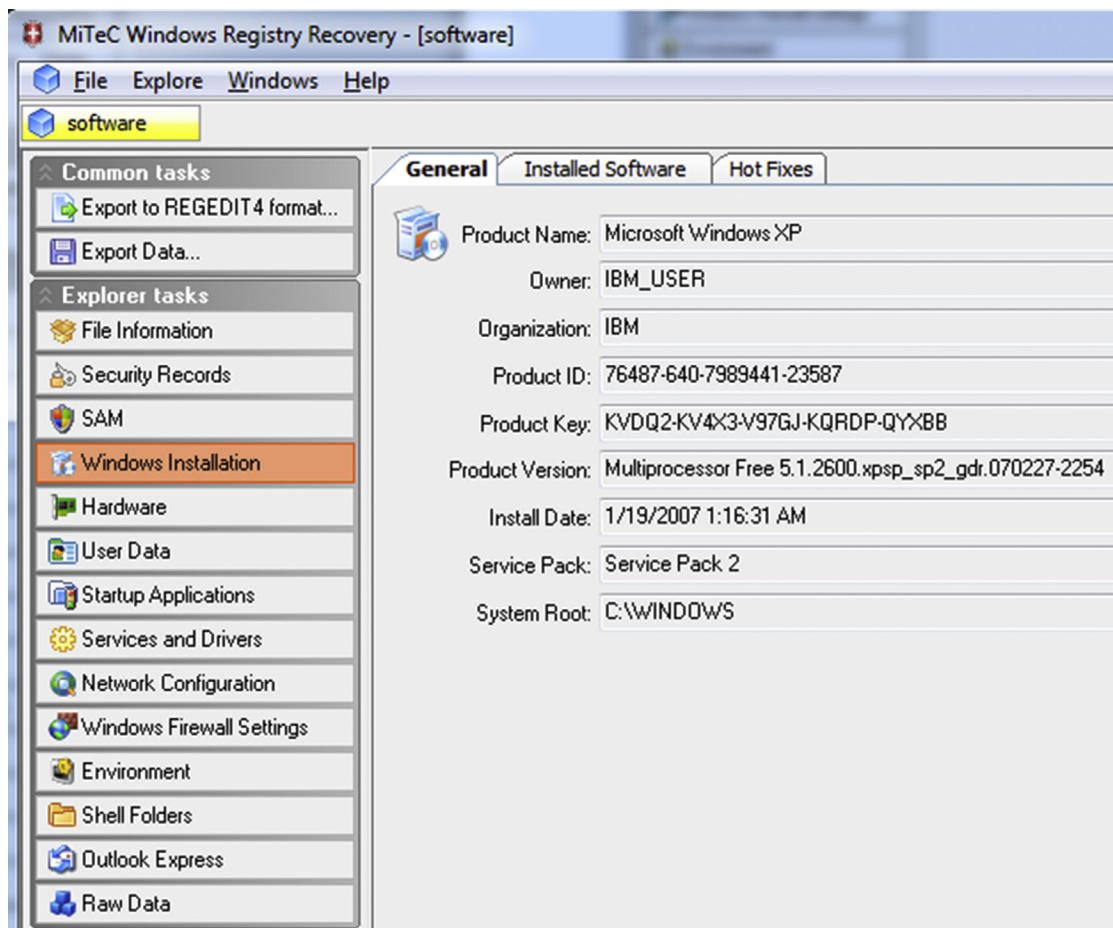 MiTeC Windows Registry Recovery - [software]
File Explore Windows Help
software
Common tasks
Export to REGEDIT4 format...
Export Data...
Explorer tasks
File Information
Security Records
SAM
Windows Installation
Hardware
User Data
Startup Applications
Services and Drivers
Network Configuration
Windows Firewall Settings
Environment
Shell Folders
Outlook Express
Raw Data
General Installed Software Hot Fixes
Product Name: Microsoft Windows XP
Owner: IBM_USER
Organization: IBM
Product ID: 76487-640-7989441-23587
Product Key: KVDQ2-KV4X3-V97GJ-KQRDP-QYXBB
Product Version: Multiprocessor Free 5.1.2600.xpsp_sp2_gdr.070227-2254
Install Date: 1/19/2007 1:16:31 AM
Service Pack: Service Pack 2
System Root: C:\WINDOWS